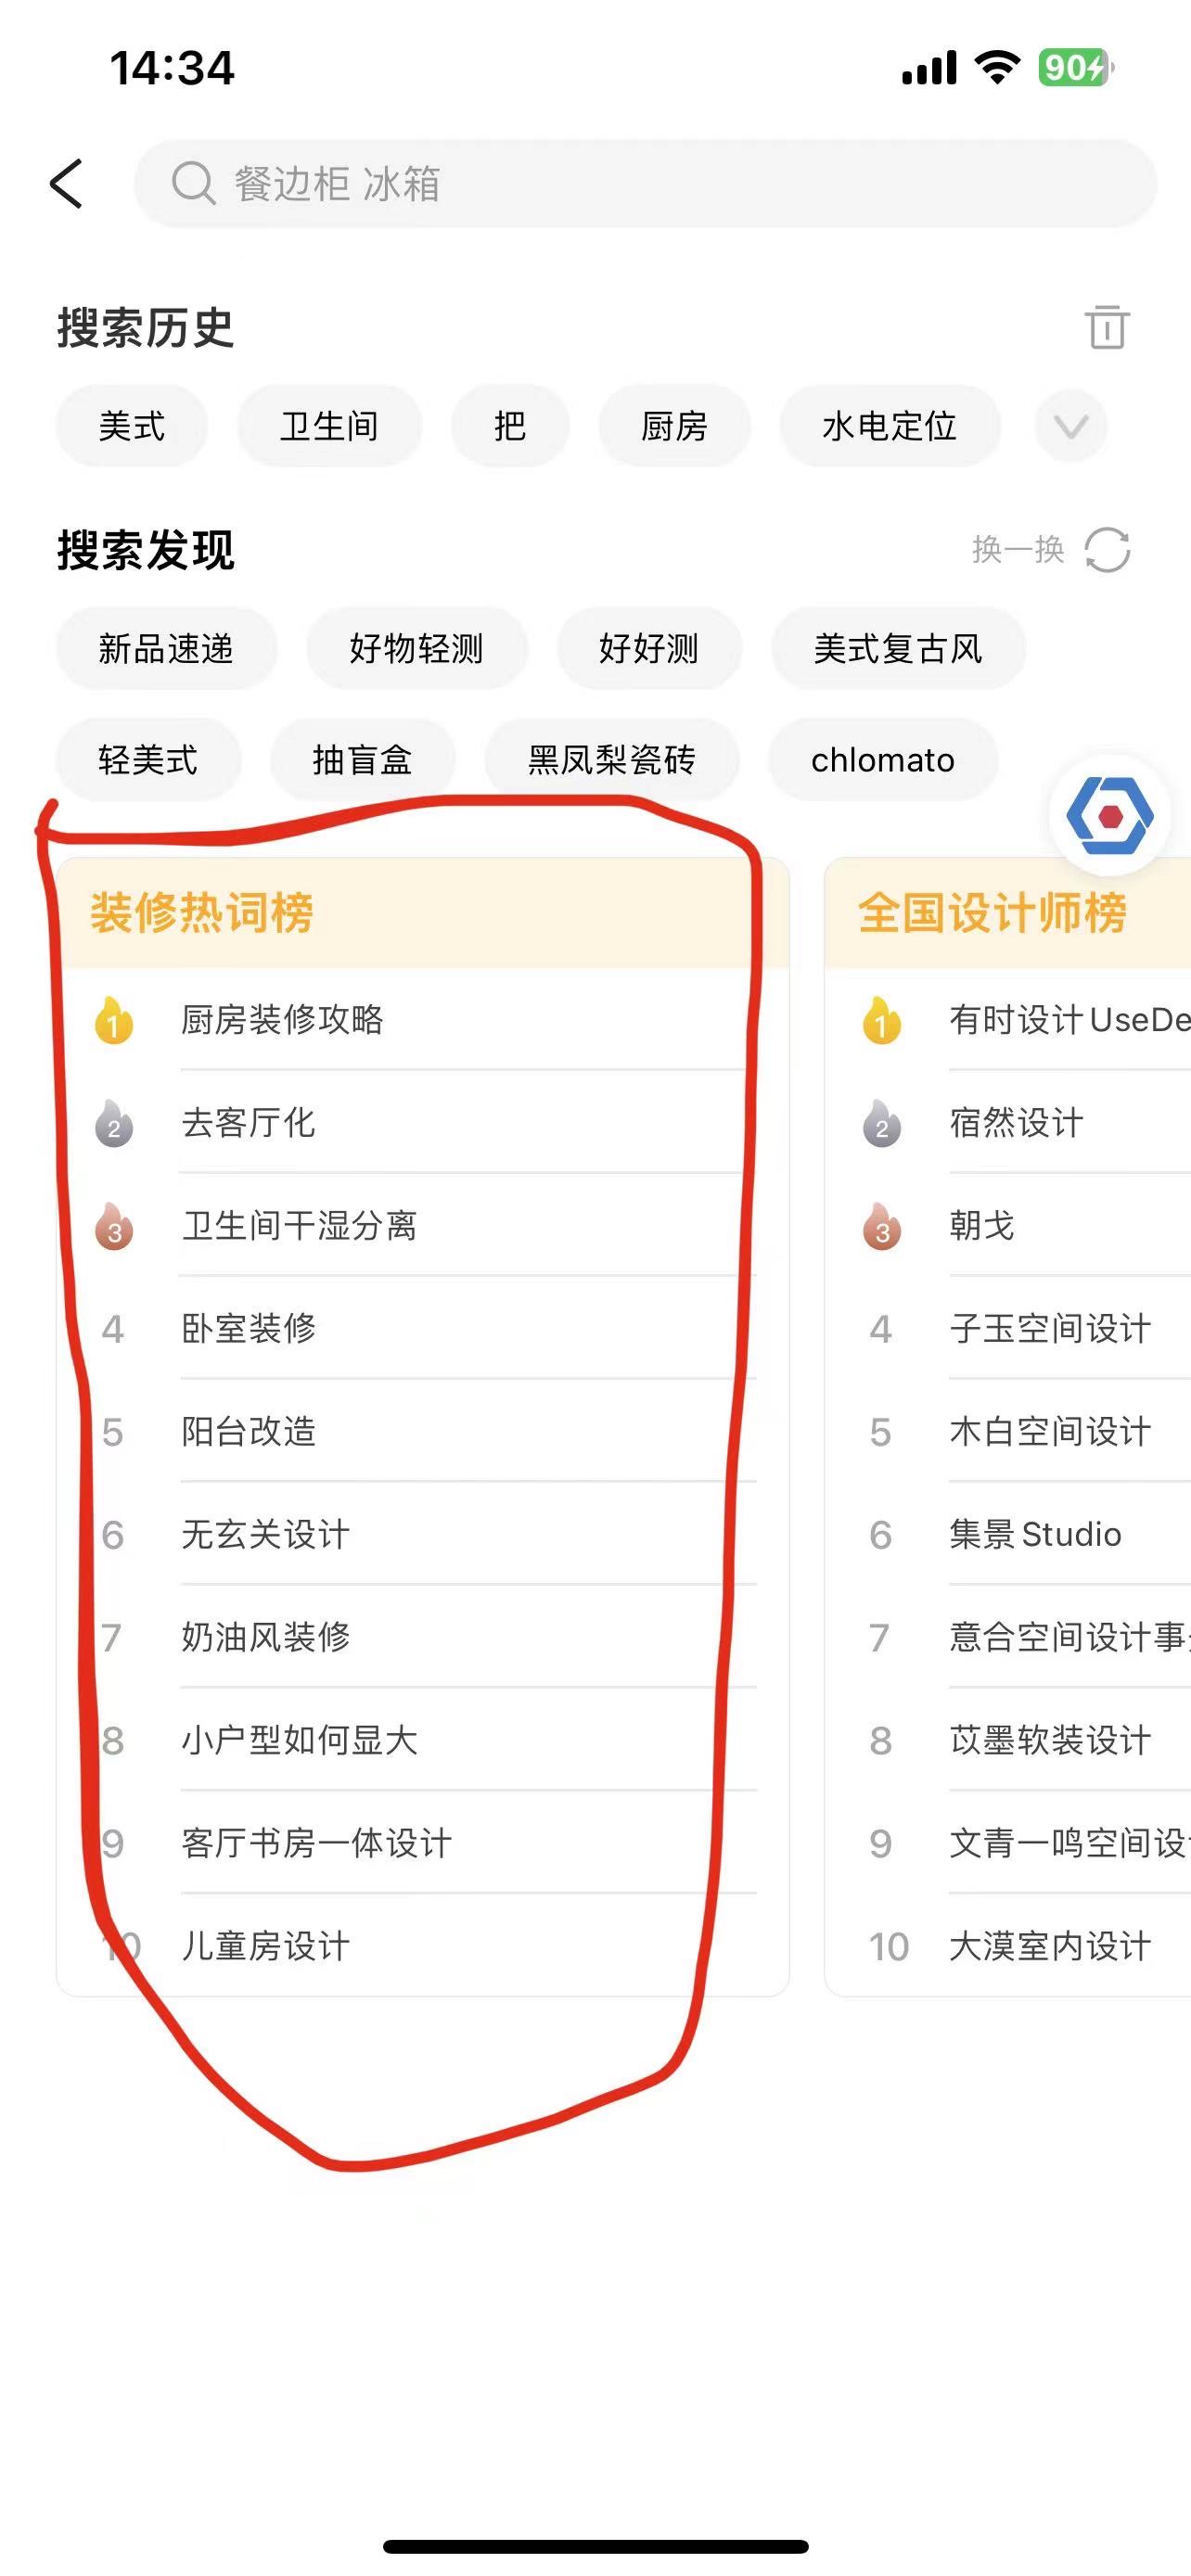 14:34
90
餐边柜 冰箱
搜索历史
美式 卫生间 把 厨房 水电定位
搜索发现 换一换
新品速递 好物轻测 好好测 美式复古风
轻美式 抽盲盒 黑凤梨瓷砖 chlomato
装修热词榜
1 厨房装修攻略
2 去客厅化
3 卫生间干湿分离
4 卧室装修
5 阳台改造
6 无玄关设计
7 奶油风装修
8 小户型如何显大
9 客厅书房一体设计
10 儿童房设计
全国设计师榜
1 有时设计 UseDe
2 宿然设计
3 朝戈
4 子玉空间设计
5 木白空间设计
6 集景 Studio
7 意合空间设计事
8 苡墨软装设计
9 文青一鸣空间设
10 大漠室内设计